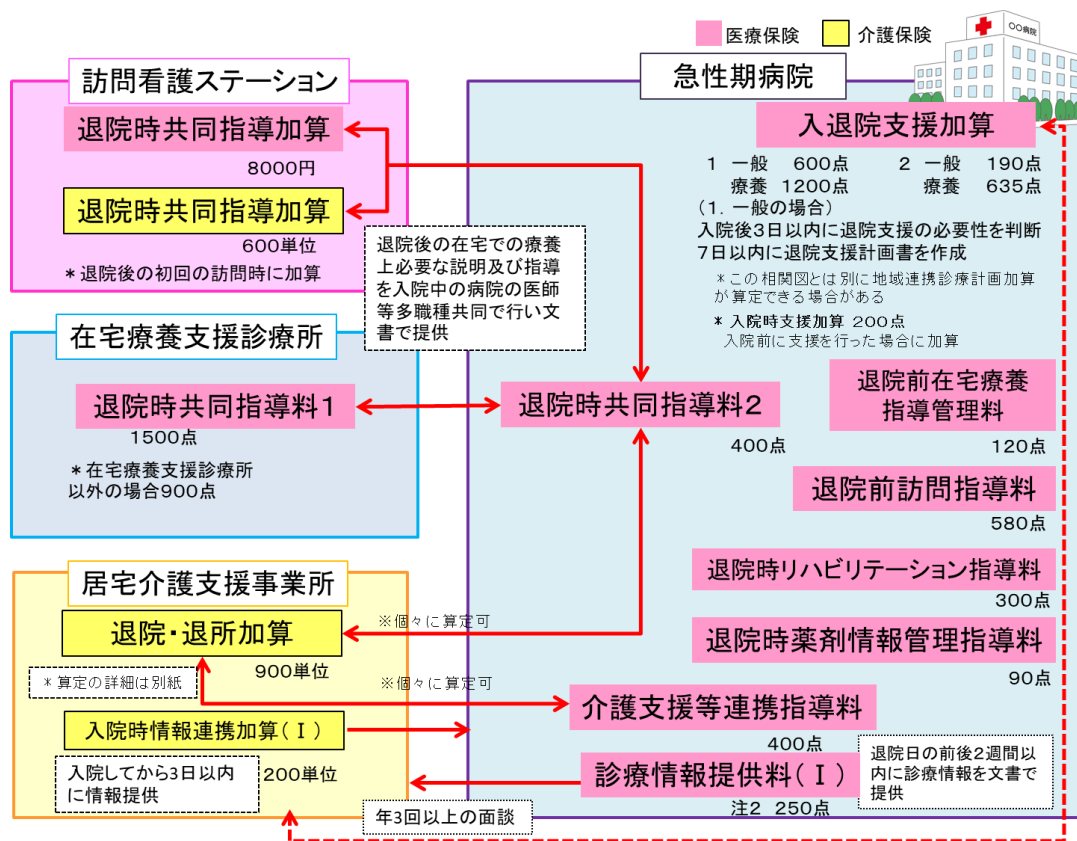 医療保険
介護保険
〇〇病院
訪問看護ステーション
退院時共同指導加算
8000円
退院時共同指導加算
600単位
*退院後の初回の訪問時に加算
退院後の在宅での療養
上必要な説明及び指導
を入院中の病院の医師
等多職種共同で行い文
書で提供
在宅療養支援診療所
退院時共同指導料1
1500点
*在宅療養支援診療所
以外の場合900点
居宅介護支援事業所
退院・退所加算
900単位
*算定の詳細は別紙
入院時情報連携加算(Ⅰ)
200単位
入院してから3日以内
に情報提供
※個々に算定可
※個々に算定可
年3回以上の面談
急性期病院
入退院支援加算
1 一般 600点 2 一般 190点
療養 1200点 療養 635点
(1.一般の場合)
入院後3日以内に退院支援の必要性を判断
7日以内に退院支援計画書を作成
*この相関図とは別に地域連携診療計画加算
が算定できる場合がある
*入院時支援加算 200点
入院前に支援を行った場合に加算
退院時共同指導料2
400点
退院前在宅療養
指導管理料
120点
退院前訪問指導料
580点
退院時リハビリテーション指導料
300点
退院時薬剤情報管理指導料
90点
介護支援等連携指導料
400点
診療情報提供料(Ⅰ)
注2 250点
退院日の前後2週間以
内に診療情報を文書で
提供